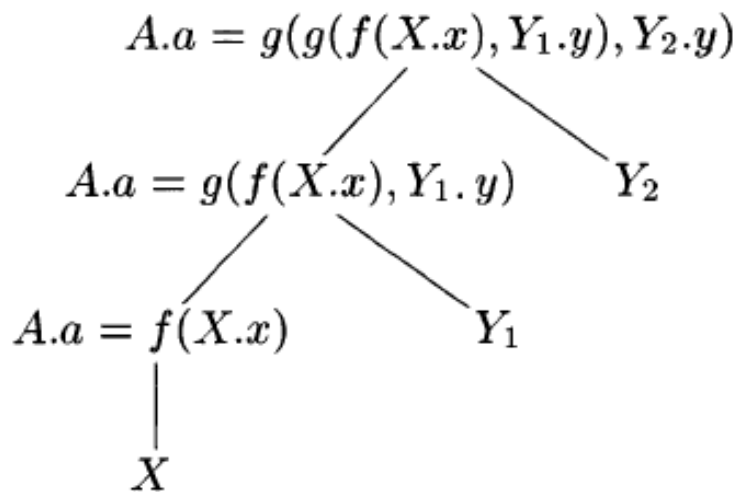 A.a = g(g(f(X.x), Y₁.y), Y₂.y)
A.a = g(f(X.x), Y₁.y) Y₂
A.a = f(X.x) Y₁
X